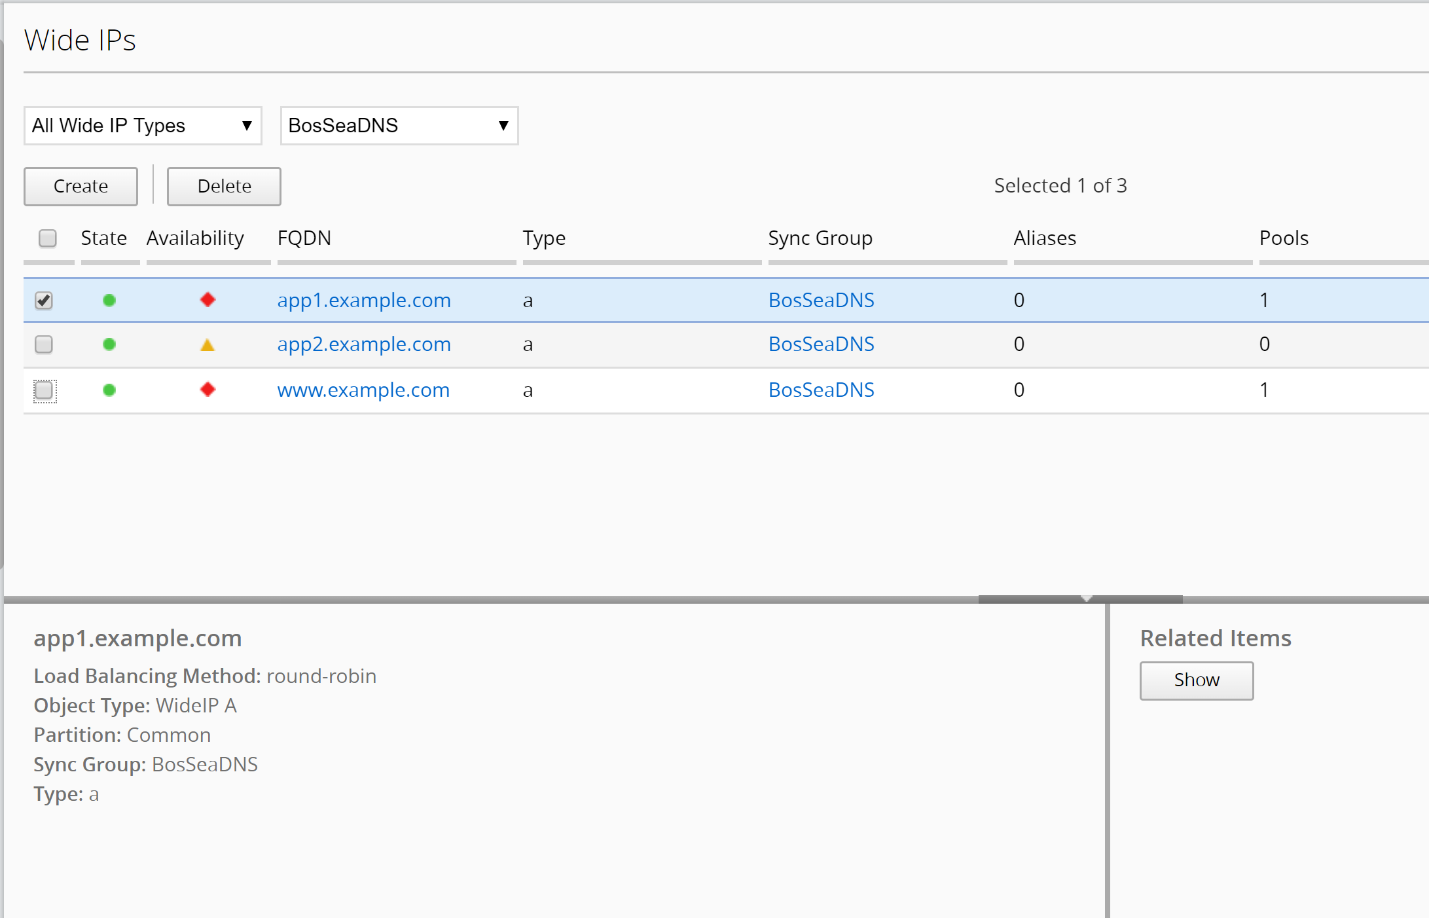 Wide IPs
All Wide IP Types BosSeaDNS
Create Delete Selected 1 of 3
State Availability FQDN Type Sync Group Aliases Pools
app1.example.com a BosSeaDNS 0 1
app2.example.com a BosSeaDNS 0 0
www.example.com a BosSeaDNS 0 1
app1.example.com
Load Balancing Method: round-robin
Object Type: WideIP A
Partition: Common
Sync Group: BosSeaDNS
Type: a
Related Items
Show